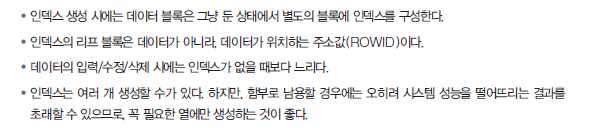 • 인덱스 생성 시에는 데이터 블록은 그냥 둔 상태에서 별도의 블록에 인덱스를 구성한다.
• 인덱스의 리프 블록은 데이터가 아니라, 데이터가 위치하는 주소값(ROWID)이다.
• 데이터의 입력/수정/삭제 시에는 인덱스가 없을 때보다 느리다.
• 인덱스는 여러 개 생성할 수가 있다. 하지만, 함부로 남용할 경우에는 오히려 시스템 성능을 떨어뜨리는 결과를
초래할 수 있으므로, 꼭 필요한 열에만 생성하는 것이 좋다.